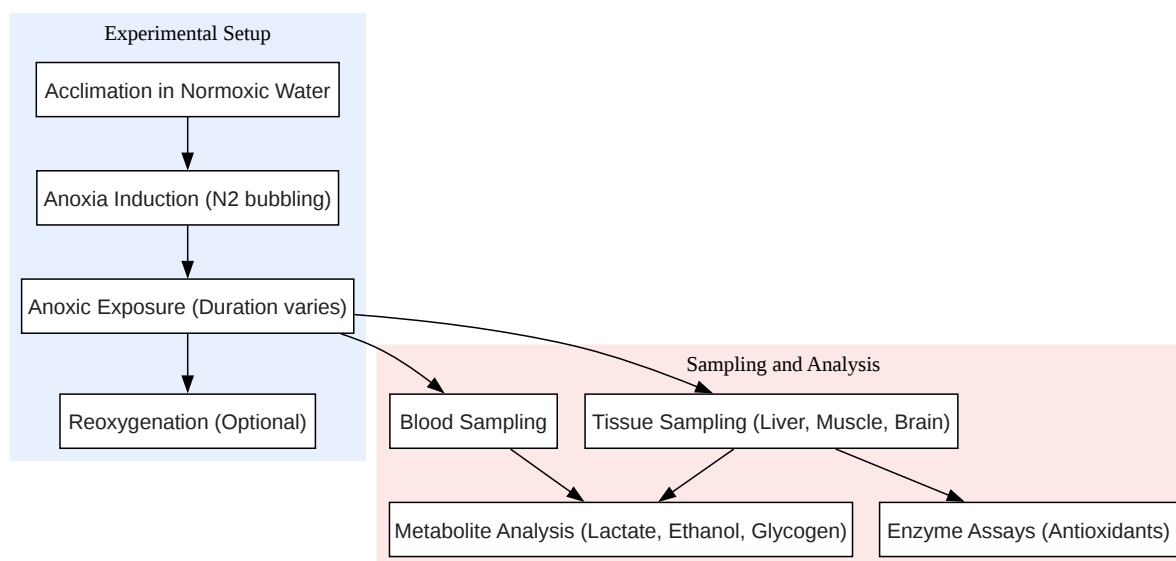 Experimental Setup
Acclimation in Normoxic Water
Anoxia Induction (N2 bubbling)
Anoxic Exposure (Duration varies)
Reoxygenation (Optional)
Sampling and Analysis
Blood Sampling
Tissue Sampling (Liver, Muscle, Brain)
Metabolite Analysis (Lactate, Ethanol, Glycogen)
Enzyme Assays (Antioxidants)